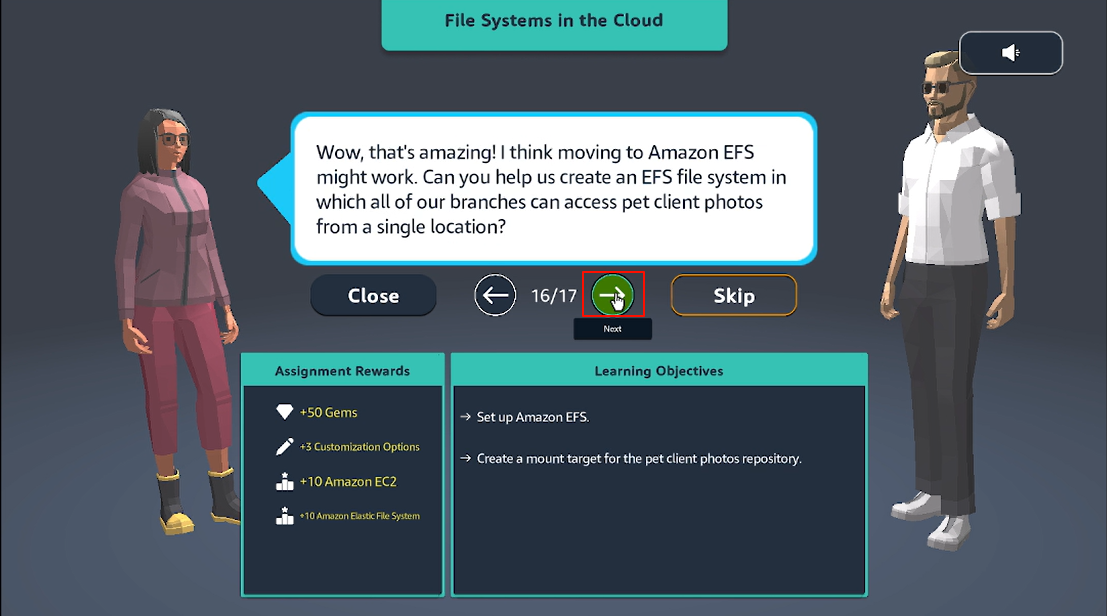 File Systems in the Cloud
Wow, that's amazing! I think moving to Amazon EFS
might work. Can you help us create an EFS file system in
which all of our branches can access pet client photos
from a single location?
Close
16/17
Skip
Next
Assignment Rewards
+50 Gems
+3 Customization Options
+10 Amazon EC2
+10 Amazon Elastic File System
Learning Objectives
→ Set up Amazon EFS.
→ Create a mount target for the pet client photos repository.